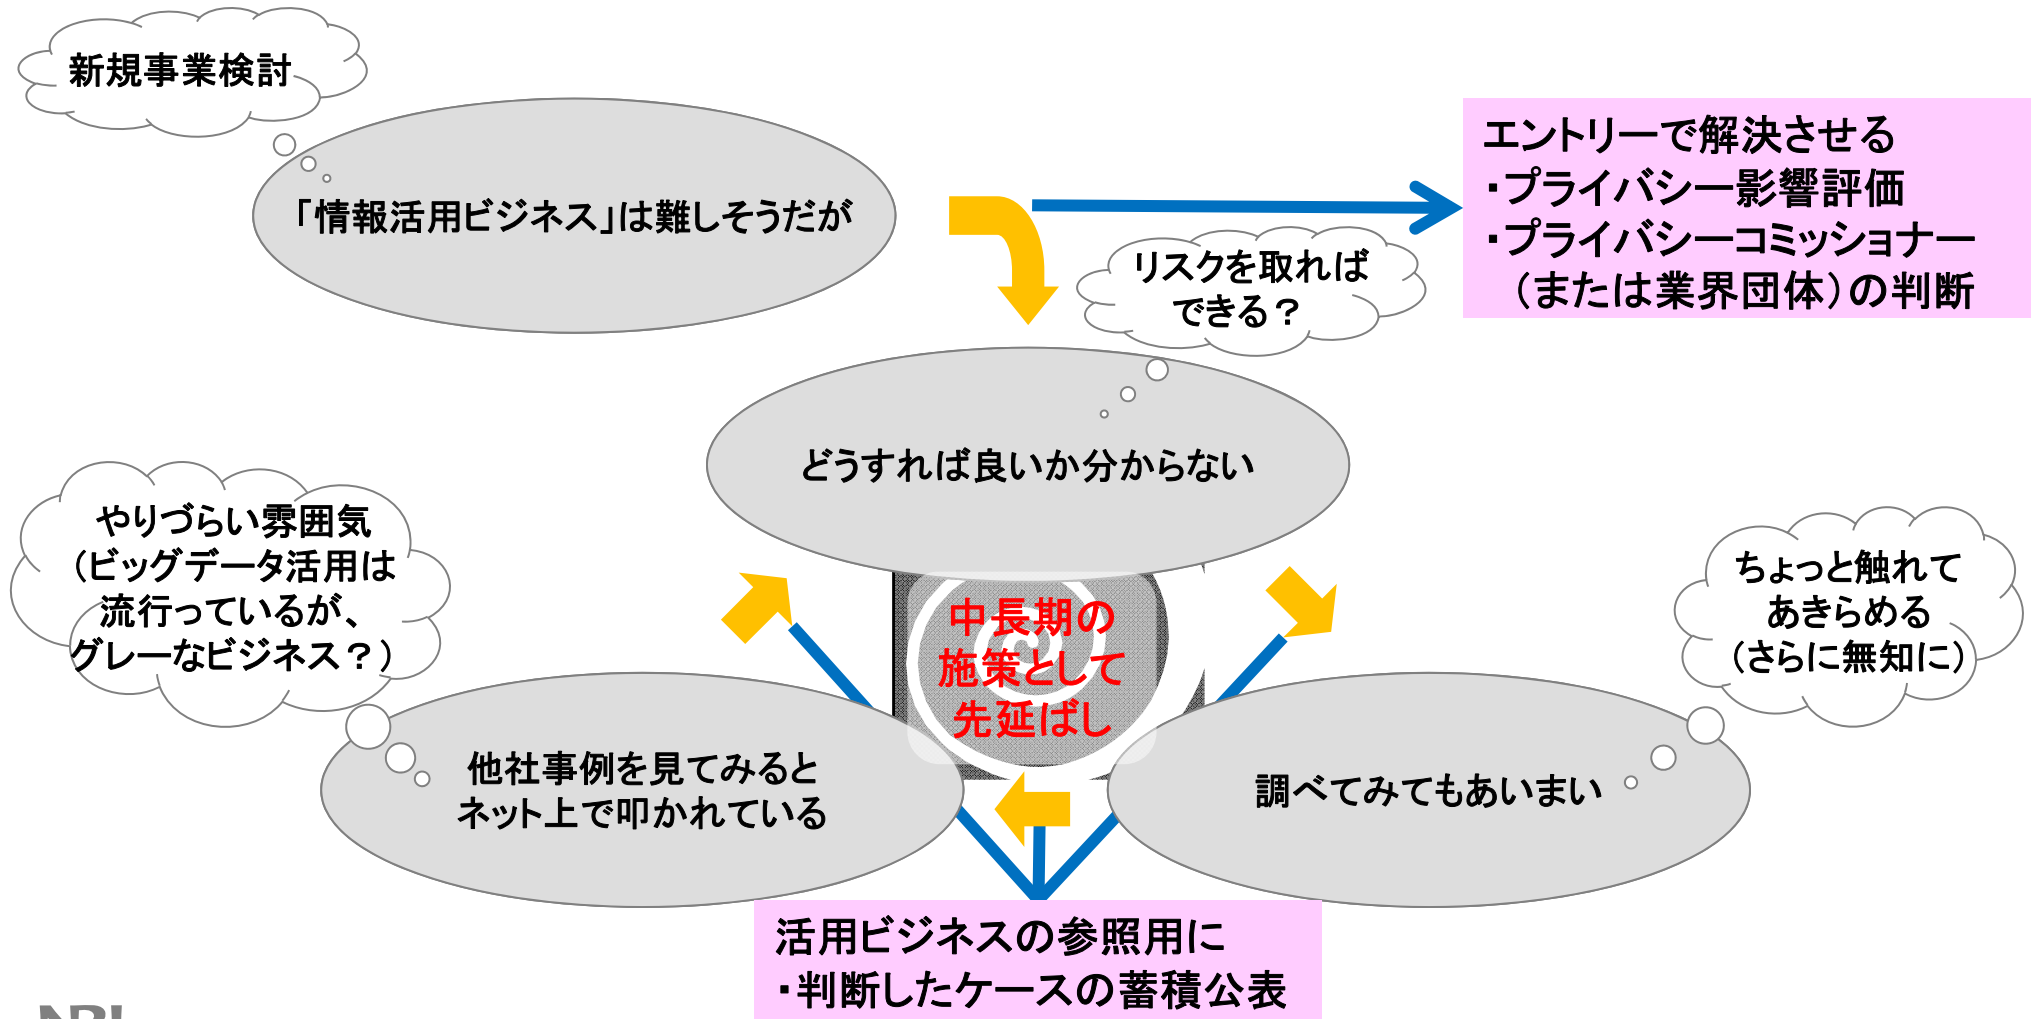 新規事業検討
「情報活用ビジネス」は難しそうだが
エントリーで解決させる
・プライバシー影響評価
・プライバシーコミッショナー
（または業界団体）の判断
リスクを取れば
できる？
どうすれば良いか分からない
やりづらい雰囲気
（ビッグデータ活用は
流行っているが、
グレーなビジネス？）
ちょっと触れて
あきらめる
（さらに無知に）
中長期の
施策として
先延ばし
他社事例を見てみると
ネット上で叩かれている
調べてみてもあいまい
活用ビジネスの参照用に
・判断したケースの蓄積公表